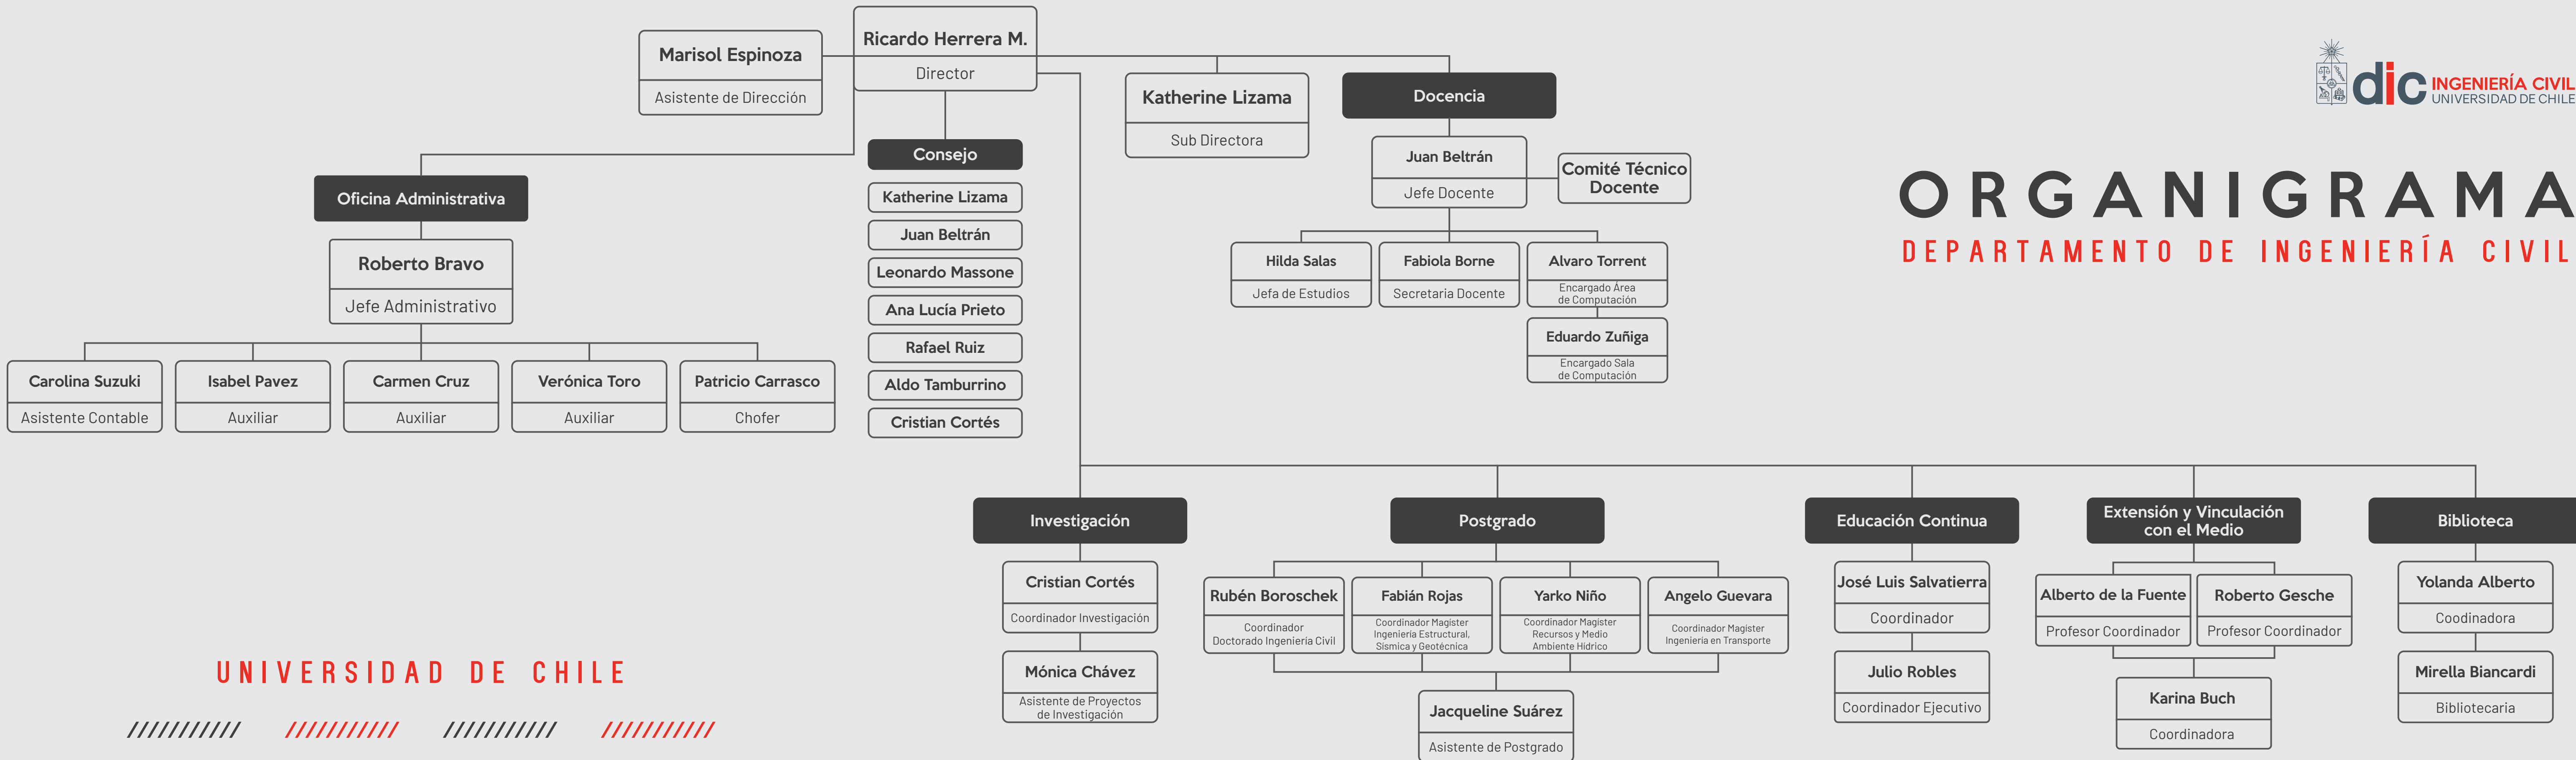 Marisol Espinoza
Asistente de Dirección
Ricardo Herrera M.
Director
Katherine Lizama
Sub Directora
Docencia
Juan Beltrán
Jefe Docente
Comité Técnico
Docente
Hilda Salas
Jefa de Estudios
Fabiola Borne
Secretaria Docente
Alvaro Torrent
Encargado Área
de Computación
Eduardo Zuñiga
Encargado Sala
de Computación
dic
INGENIERÍA CIVIL
UNIVERSIDAD DE CHILE
ORGANIGRAMA
DEPARTAMENTO DE INGENIERÍA CIVIL
Consejo
Katherine Lizama
Juan Beltrán
Leonardo Massone
Ana Lucía Prieto
Rafael Ruiz
Aldo Tamburrino
Cristian Cortés
Oficina Administrativa
Roberto Bravo
Jefe Administrativo
Carolina Suzuki
Asistente Contable
Isabel Pavez
Auxiliar
Carmen Cruz
Auxiliar
Verónica Toro
Auxiliar
Patricio Carrasco
Chofer
Investigación
Cristian Cortés
Coordinador Investigación
Mónica Chávez
Asistente de Proyectos
de Investigación
Postgrado
Rubén Boroschek
Coordinador
Doctorado Ingeniería Civil
Fabián Rojas
Coordinador Magíster
Ingeniería Estructural,
Sísmica y Geotécnica
Yarko Niño
Coordinador Magíster
Recursos y Medio
Ambiente Hídrico
Angelo Guevara
Coordinador Magíster
Ingeniería en Transporte
Jacqueline Suárez
Asistente de Postgrado
Educación Continua
José Luis Salvatierra
Coordinador
Julio Robles
Coordinador Ejecutivo
Extensión y Vinculación
con el Medio
Alberto de la Fuente
Profesor Coordinador
Roberto Gesche
Profesor Coordinador
Karina Buch
Coordinadora
Biblioteca
Yolanda Alberto
Coodinadora
Mirella Biancardi
Bibliotecaria
UNIVERSIDAD DE CHILE